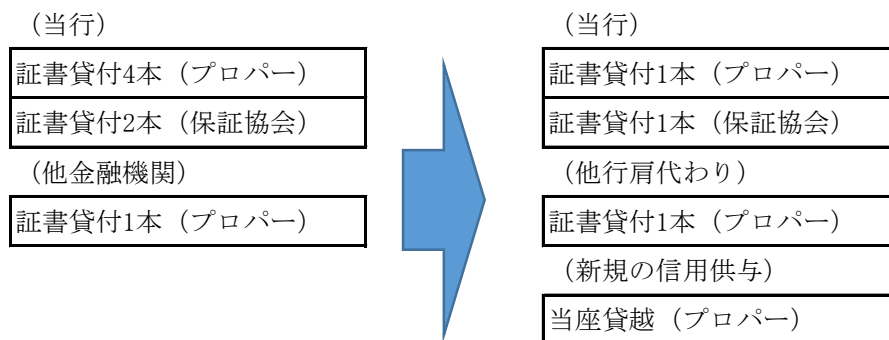 （当行）
証書貸付4本（プロパー）
証書貸付2本（保証協会）
（他金融機関）
証書貸付1本（プロパー）
（当行）
証書貸付1本（プロパー）
証書貸付1本（保証協会）
（他行肩代わり）
証書貸付1本（プロパー）
（新規の信用供与）
当座貸越（プロパー）